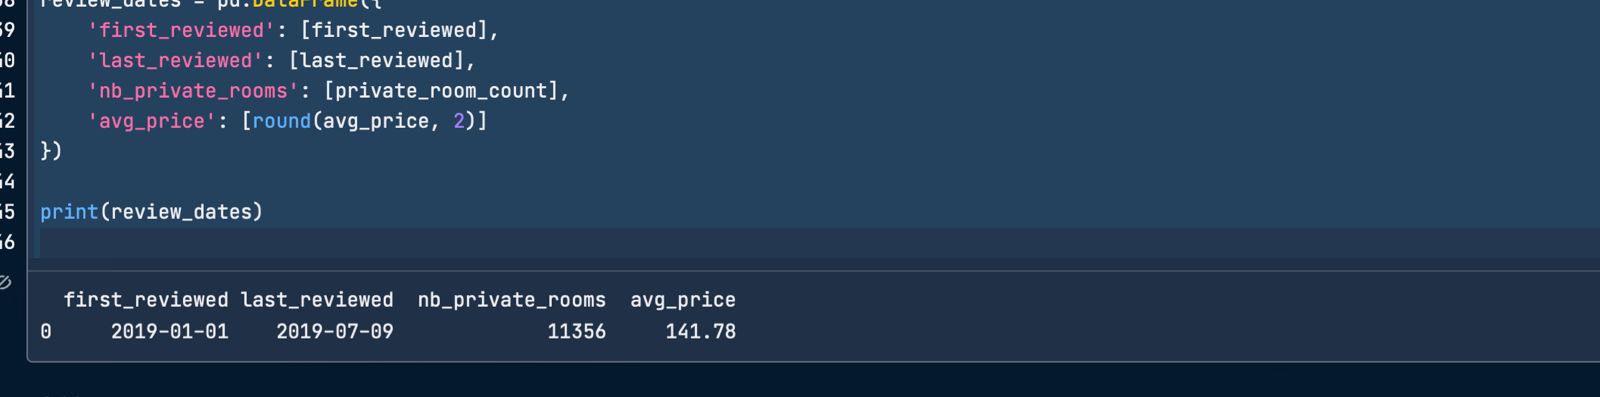 review_dates = pd.DataFrame({
39 'first_reviewed': [first_reviewed],
40 'last_reviewed': [last_reviewed],
41 'nb_private_rooms': [private_room_count],
42 'avg_price': [round(avg_price, 2)]
43 })
44
45 print(review_dates)
46
first_reviewed last_reviewed nb_private_rooms avg_price
0 2019-01-01 2019-07-09 11356 141.78